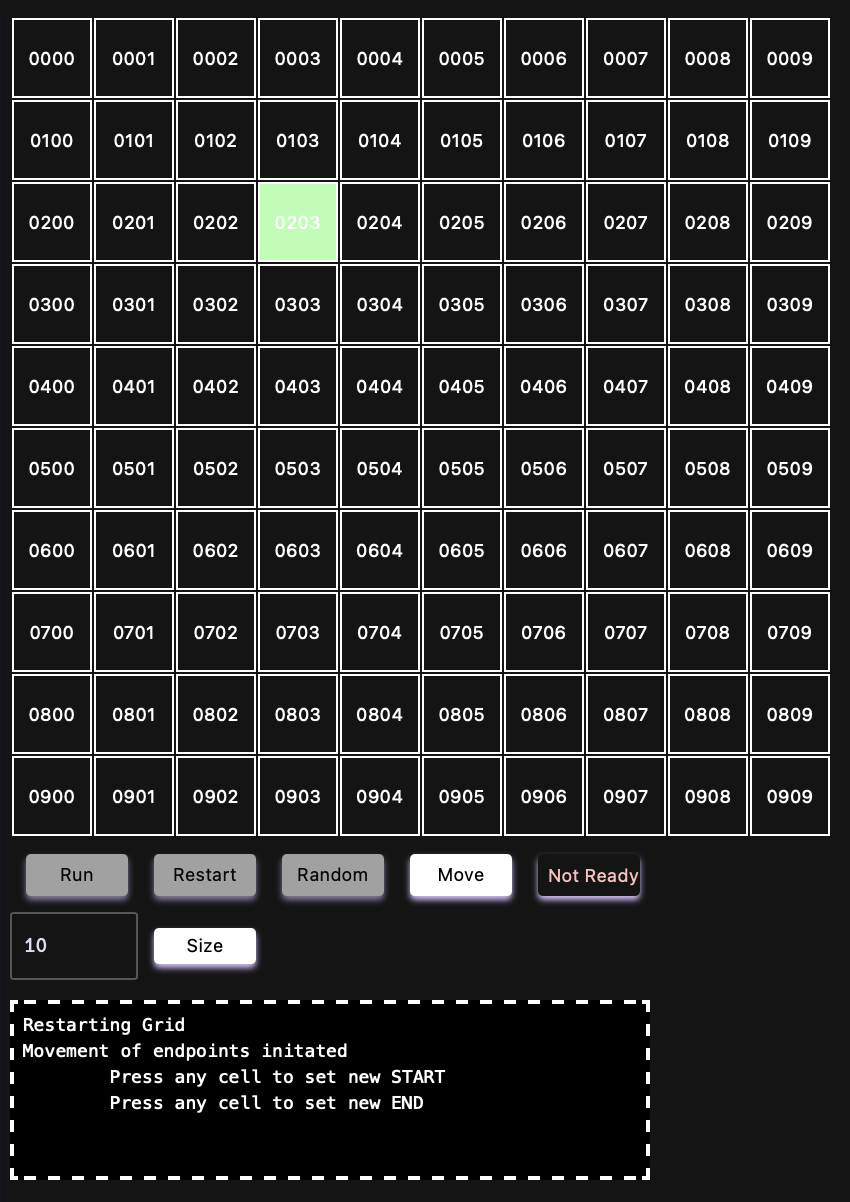 0000 0001 0002 0003 0004 0005 0006 0007 0008 0009
0100 0101 0102 0103 0104 0105 0106 0107 0108 0109
0200 0201 0202 0203 0204 0205 0206 0207 0208 0209
0300 0301 0302 0303 0304 0305 0306 0307 0308 0309
0400 0401 0402 0403 0404 0405 0406 0407 0408 0409
0500 0501 0502 0503 0504 0505 0506 0507 0508 0509
0600 0601 0602 0603 0604 0605 0606 0607 0608 0609
0700 0701 0702 0703 0704 0705 0706 0707 0708 0709
0800 0801 0802 0803 0804 0805 0806 0807 0808 0809
0900 0901 0902 0903 0904 0905 0906 0907 0908 0909
Run Restart Random Move Not Ready
10 Size
Restarting Grid
Movement of endpoints initated
Press any cell to set new START
Press any cell to set new END